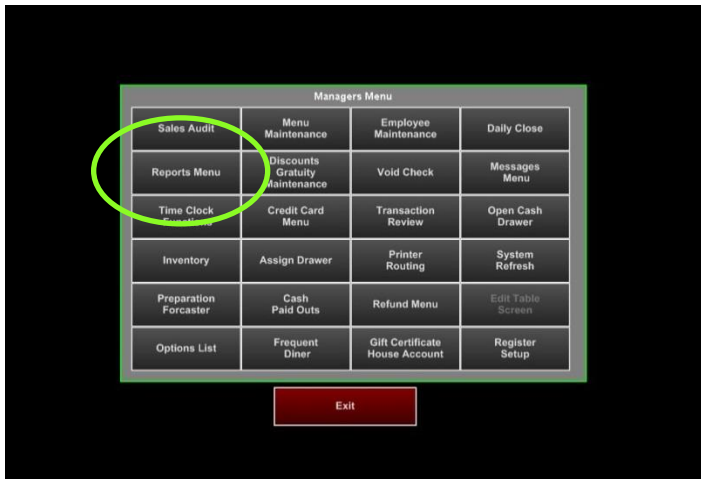 Managers Menu
Sales Audit
Menu
Maintenance
Employee
Maintenance
Daily Close
Reports Menu
Discounts
Gratuity
Maintenance
Void Check
Messages
Menu
Time Clock
Functions
Credit Card
Menu
Transaction
Review
Open Cash
Drawer
Inventory
Assign Drawer
Printer
Routing
System
Refresh
Preparation
Forcaster
Cash
Paid Outs
Refund Menu
Edit Table
Screen
Options List
Frequent
Diner
Gift Certificate
House Account
Register
Setup
Exit